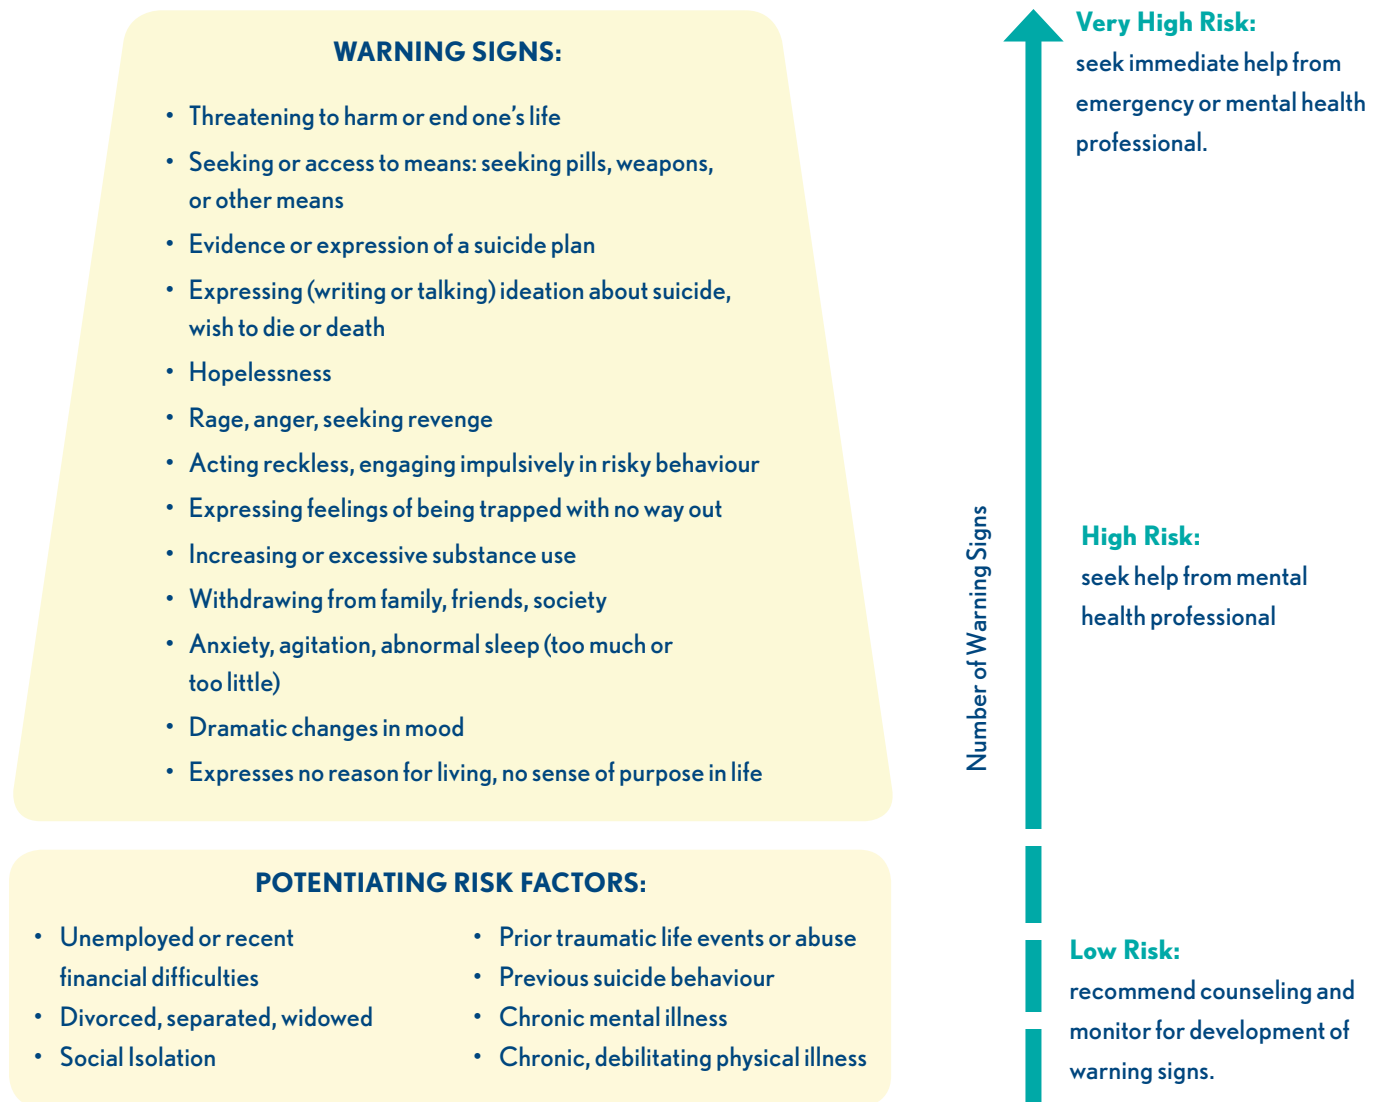 WARNING SIGNS:
• Threatening to harm or end one’s life
• Seeking or access to means: seeking pills, weapons,
or other means
• Evidence or expression of a suicide plan
• Expressing (writing or talking) ideation about suicide,
wish to die or death
• Hopelessness
• Rage, anger, seeking revenge
• Acting reckless, engaging impulsively in risky behaviour
• Expressing feelings of being trapped with no way out
• Increasing or excessive substance use
• Withdrawing from family, friends, society
• Anxiety, agitation, abnormal sleep (too much or
too little)
• Dramatic changes in mood
• Expresses no reason for living, no sense of purpose in life
POTENTIATING RISK FACTORS:
• Unemployed or recent
financial difficulties
• Divorced, separated, widowed
• Social Isolation
• Prior traumatic life events or abuse
• Previous suicide behaviour
• Chronic mental illness
• Chronic, debilitating physical illness
Number of Warning Signs
Very High Risk:
seek immediate help from
emergency or mental health
professional.
High Risk:
seek help from mental
health professional
Low Risk:
recommend counseling and
monitor for development of
warning signs.